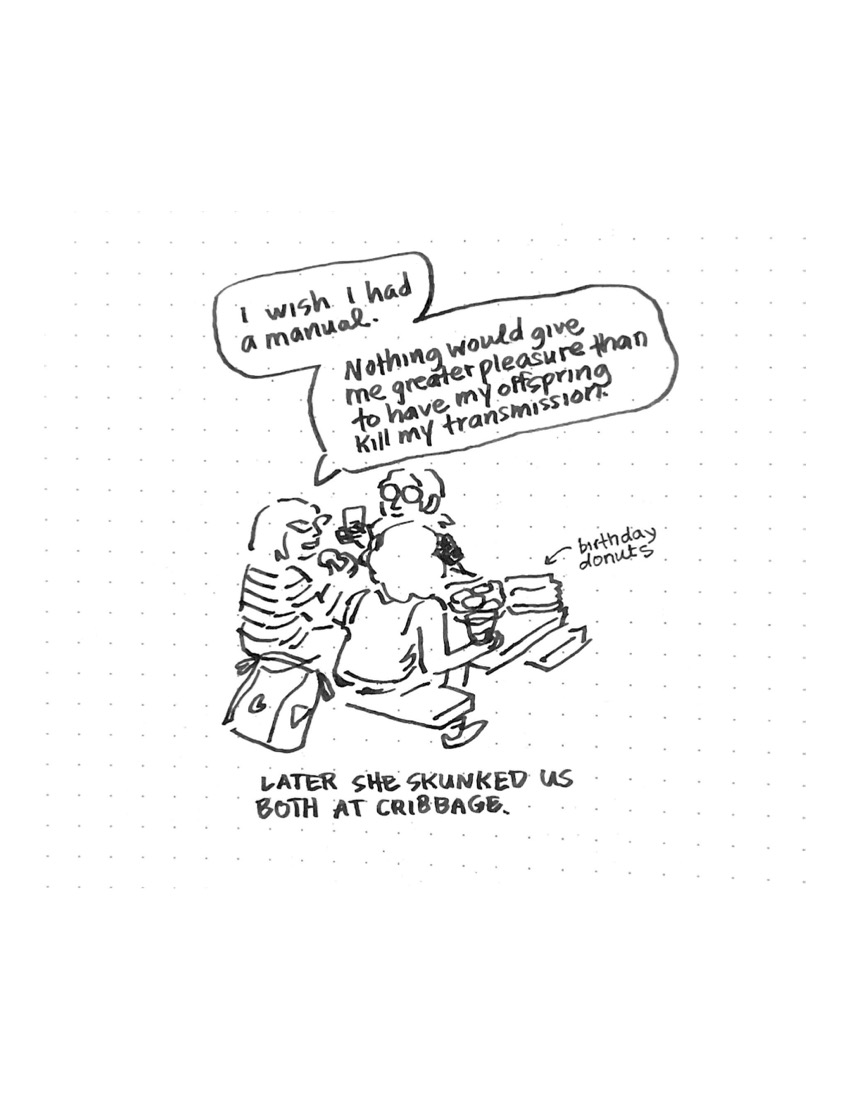 I wish I had
a manual.
Nothing would give
me greater pleasure than
to have my offspring
kill my transmission.
birthday
donuts
LATER SHE SKUNKED US
BOTH AT CRIBBAGE.